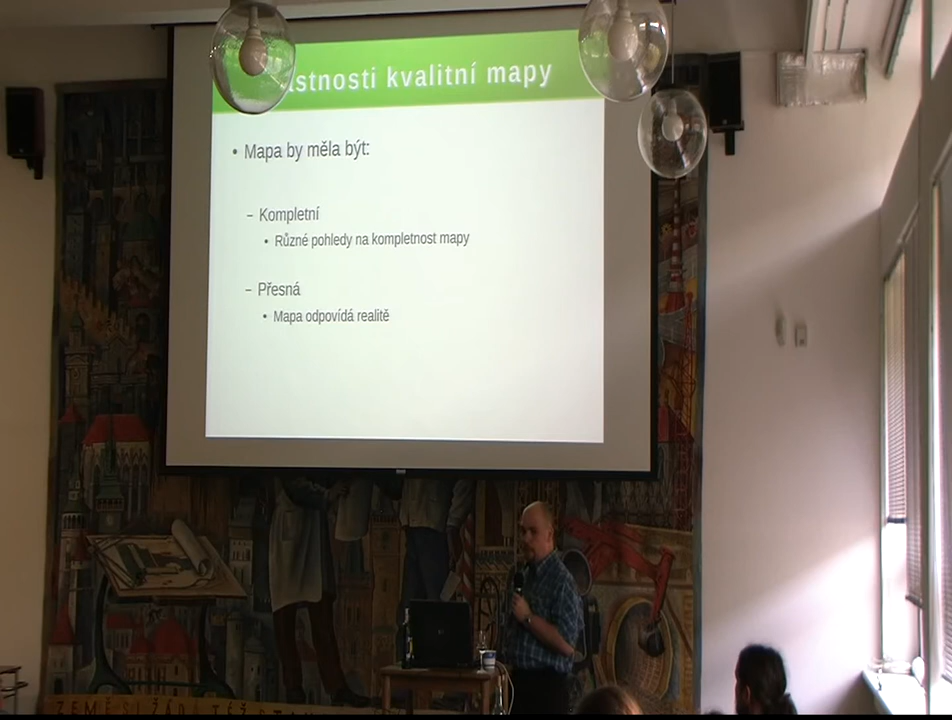 stnosti kvalitní mapy
• Mapa by měla být:
– Kompletní
• Různé pohledy na kompletnost mapy
– Přesná
• Mapa odpovídá realitě